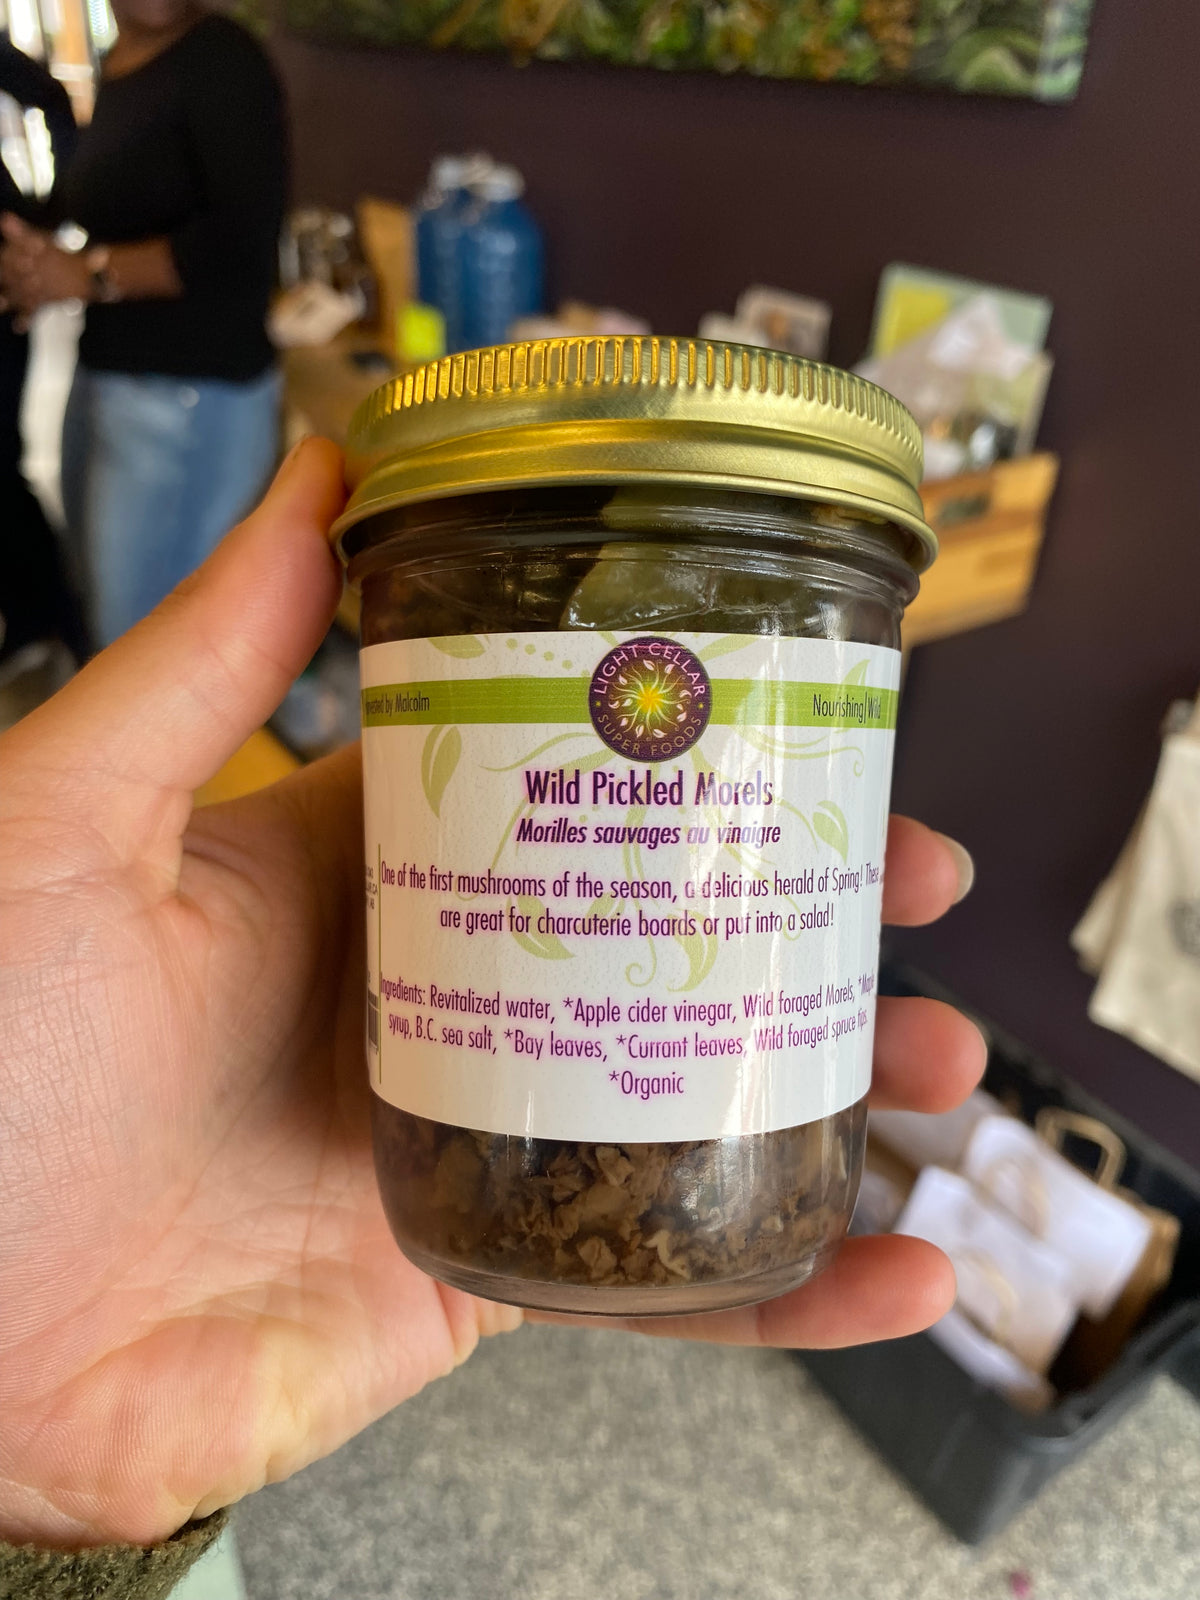 LIGHT CELLAR
SUPER FOODS
by Malcolm
Nourishing|Wild
Wild Pickled Morels
Morilles sauvages au vinaigre
One of the first mushrooms of the season, a delicious herald of Spring! These
are great for charcuterie boards or put into a salad!
Ingredients: Revitalized water, *Apple cider vinegar, Wild foraged Morels, *Maple
syrup, B.C. sea salt, *Bay leaves, *Currant leaves, Wild foraged spruce tips.
*Organic